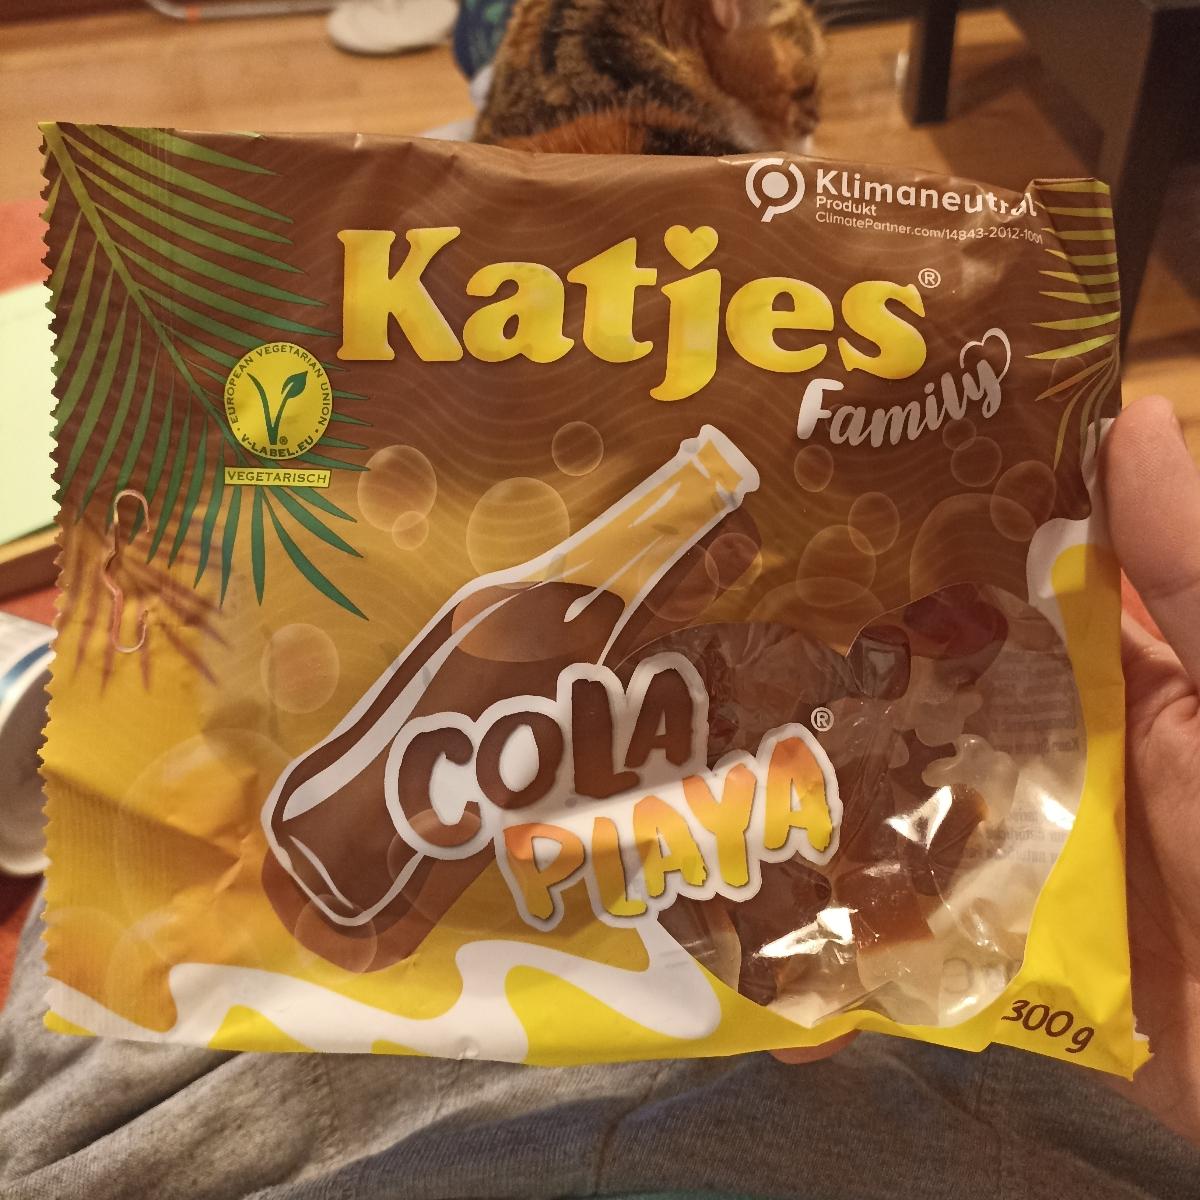 Klimaneutral
Produkt
ClimatePartner.com/14843-2012-1001
Katjes®
Family
EUROPEAN VEGETARIAN UNION
V-LABEL.EU
VEGETARISCH
COLA
PLAYA®
300g